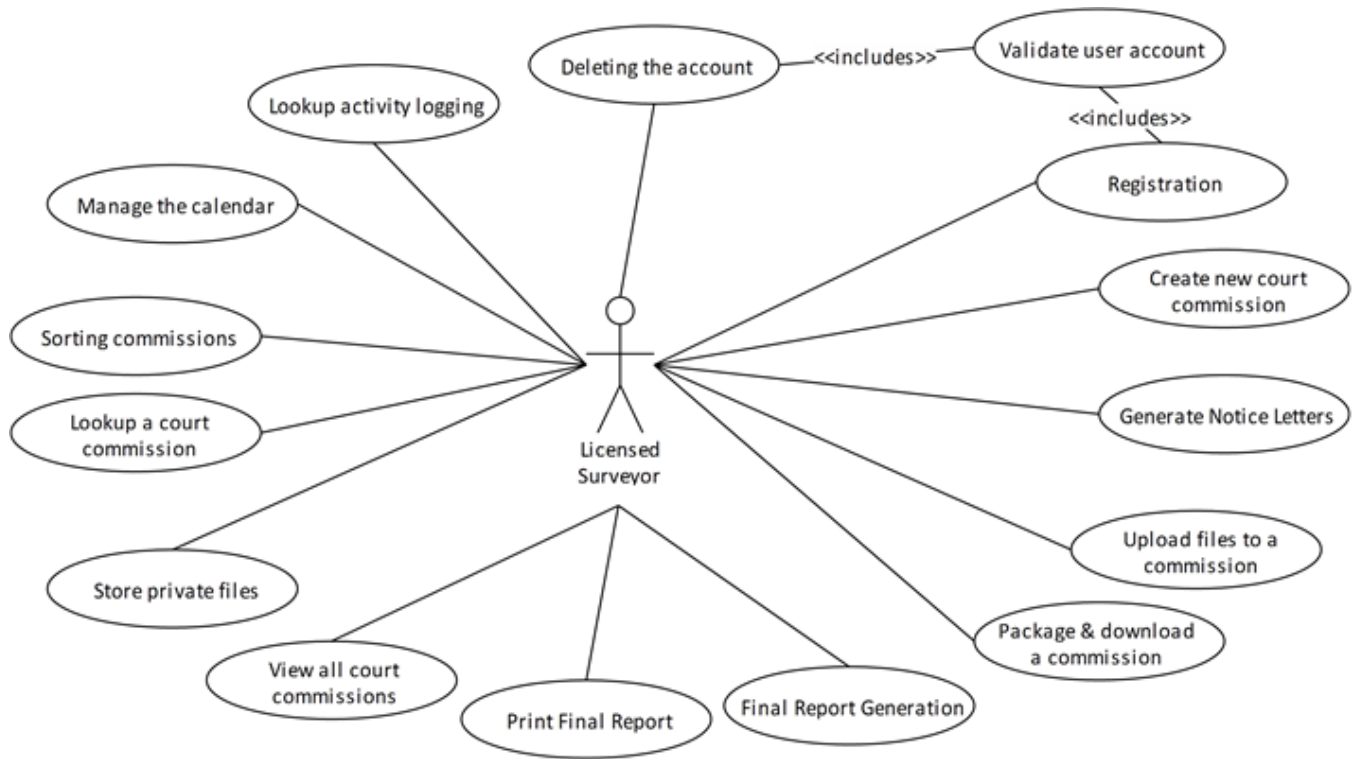 Deleting the account
<<includes>>
Validate user account
<<includes>>
Lookup activity logging
Registration
Manage the calendar
Create new court
commission
Sorting commissions
Lookup a court
commission
Generate Notice Letters
Licensed
Surveyor
Upload files to a
commission
Store private files
Package & download
a commission
View all court
commissions
Print Final Report
Final Report Generation